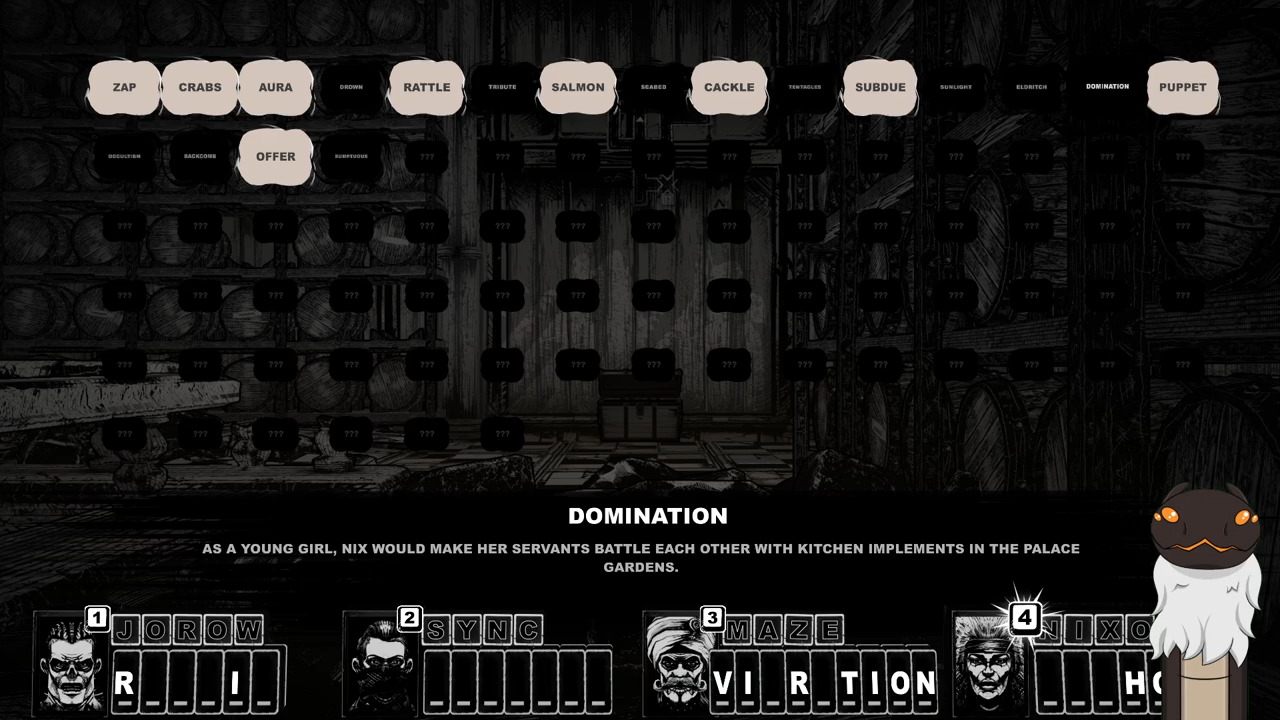 ZAP CRABS AURA DROWN RATTLE TRIBUTE SALMON SEABED CACKLE TENTACLES SUBDUE SUNLIGHT ELDRITCH DOMINATION PUPPET
OCCULTISM BACKCOMB OFFER SUMPTUOUS ??? ??? ??? ??? ??? ??? ??? ??? ??? ??? ???
??? ??? ??? ??? ??? ??? ??? ??? ??? ??? ??? ??? ??? ??? ???
??? ??? ??? ??? ??? ??? ??? ??? ??? ??? ??? ??? ??? ??? ???
??? ??? ??? ??? ??? ??? ??? ??? ??? ??? ??? ??? ??? ??? ???
??? ??? ??? ??? ??? ???
DOMINATION
AS A YOUNG GIRL, NIX WOULD MAKE HER SERVANTS BATTLE EACH OTHER WITH KITCHEN IMPLEMENTS IN THE PALACE
GARDENS.
1 JOROW 2 SYNC 3 MAZE 4 NIXO
R I VI R TION H